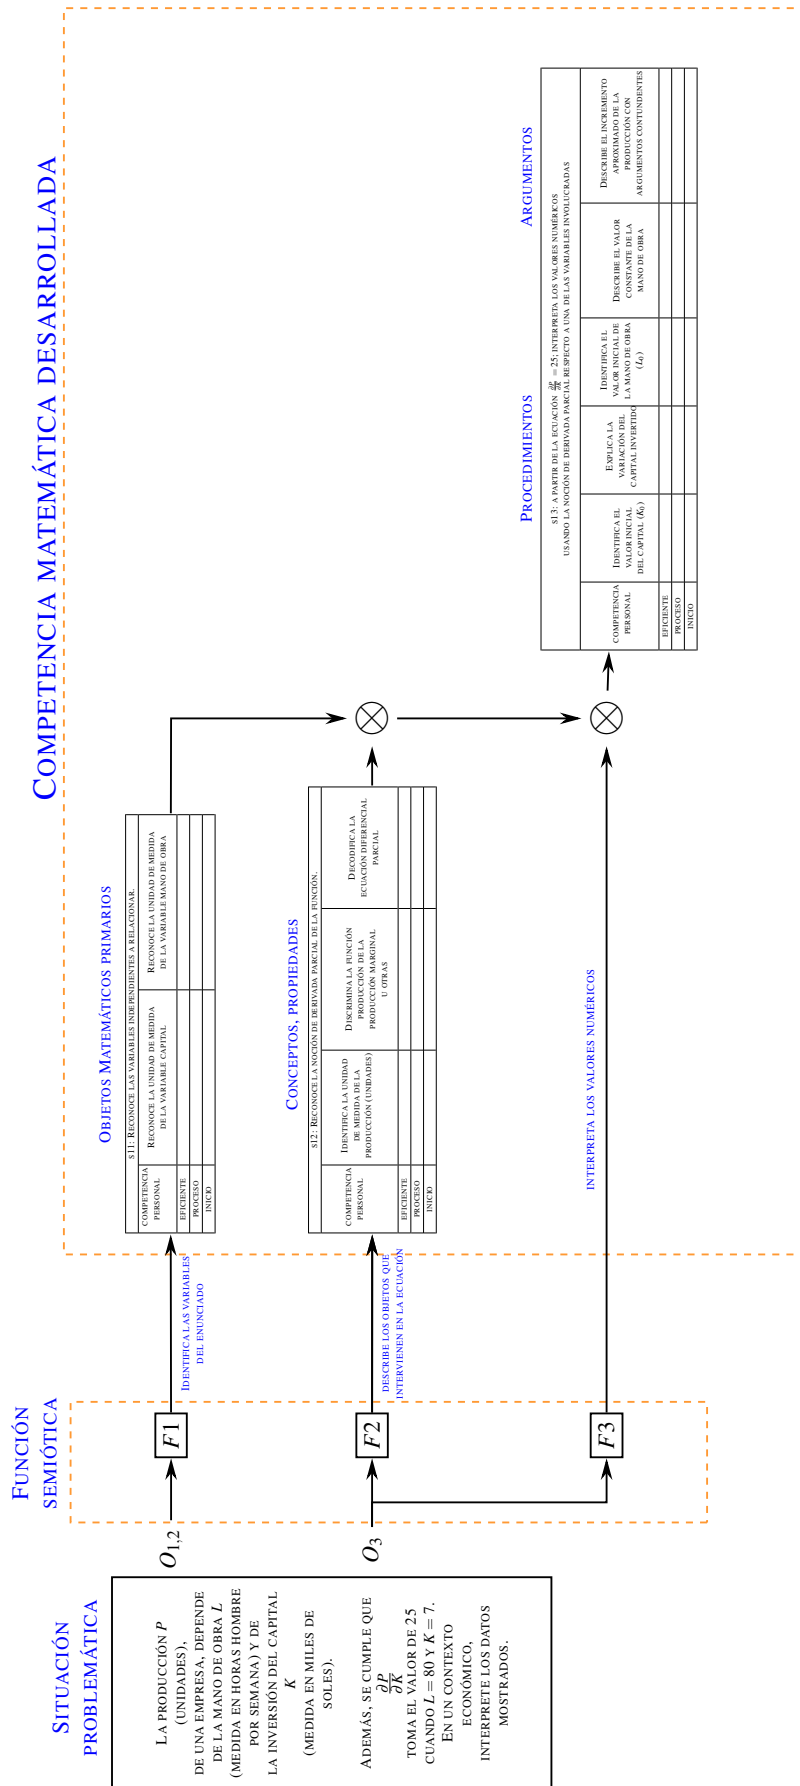 COMPETENCIA MATEMÁTICA DESARROLLADA
SITUACIÓN
PROBLEMÁTICA
FUNCIÓN
SEMIÓTICA
LA PRODUCCIÓN P
(UNIDADES),
DE UNA EMPRESA, DEPENDE
DE LA MANO DE OBRA L
(MEDIDA EN HORAS HOMBRE
POR SEMANA) Y DE
LA INVERSIÓN DEL CAPITAL
K
(MEDIDA EN MILES DE
SOLES).
ADEMÁS, SE CUMPLE QUE
∂P/∂K
TOMA EL VALOR DE 25
CUANDO L = 80 Y K = 7.
EN UN CONTEXTO
ECONÓMICO,
INTERPRETE LOS DATOS
MOSTRADOS.
O1,2
O3
F1
F2
F3
IDENTIFICA LAS VARIABLES
DEL ENUNCIADO
DESCRIBE LOS OBJETOS QUE
INTERVIENEN EN LA ECUACIÓN
INTERPRETA LOS VALORES NUMÉRICOS
OBJETOS MATEMÁTICOS PRIMARIOS
S11: RECONOCE LAS VARIABLES INDEPENDIENTES A RELACIONAR.
COMPETENCIA
PERSONAL
RECONOCE LA UNIDAD DE MEDIDA
DE LA VARIABLE CAPITAL
RECONOCE LA UNIDAD DE MEDIDA
DE LA VARIABLE MANO DE OBRA
EFICIENTE
PROCESO
INICIO
CONCEPTOS, PROPIEDADES
S12: RECONOCE LA NOCIÓN DE DERIVADA PARCIAL DE LA FUNCIÓN.
COMPETENCIA
PERSONAL
IDENTIFICA LA UNIDAD
DE MEDIDA DE LA
PRODUCCIÓN (UNIDADES)
DISCRIMINA LA FUNCIÓN
PRODUCCIÓN DE LA
PRODUCCIÓN MARGINAL
U OTRAS
DECODIFICA LA
ECUACIÓN DIFERENCIAL
PARCIAL
EFICIENTE
PROCESO
INICIO
PROCEDIMIENTOS
ARGUMENTOS
S13: A PARTIR DE LA ECUACIÓN ∂P/∂K = 25; INTERPRETA LOS VALORES NUMÉRICOS
USANDO LA NOCIÓN DE DERIVADA PARCIAL RESPECTO A UNA DE LAS VARIABLES INVOLUCRADAS
COMPETENCIA
PERSONAL
IDENTIFICA EL
VALOR INICIAL
DEL CAPITAL (K0)
EXPLICA LA
VARIACIÓN DEL
CAPITAL INVERTIDO
IDENTIFICA EL
VALOR INICIAL DE
LA MANO DE OBRA
(L0)
DESCRIBE EL VALOR
CONSTANTE DE LA
MANO DE OBRA
DESCRIBE EL INCREMENTO
APROXIMADO DE LA
PRODUCCIÓN CON
ARGUMENTOS CONTUNDENTES
EFICIENTE
PROCESO
INICIO